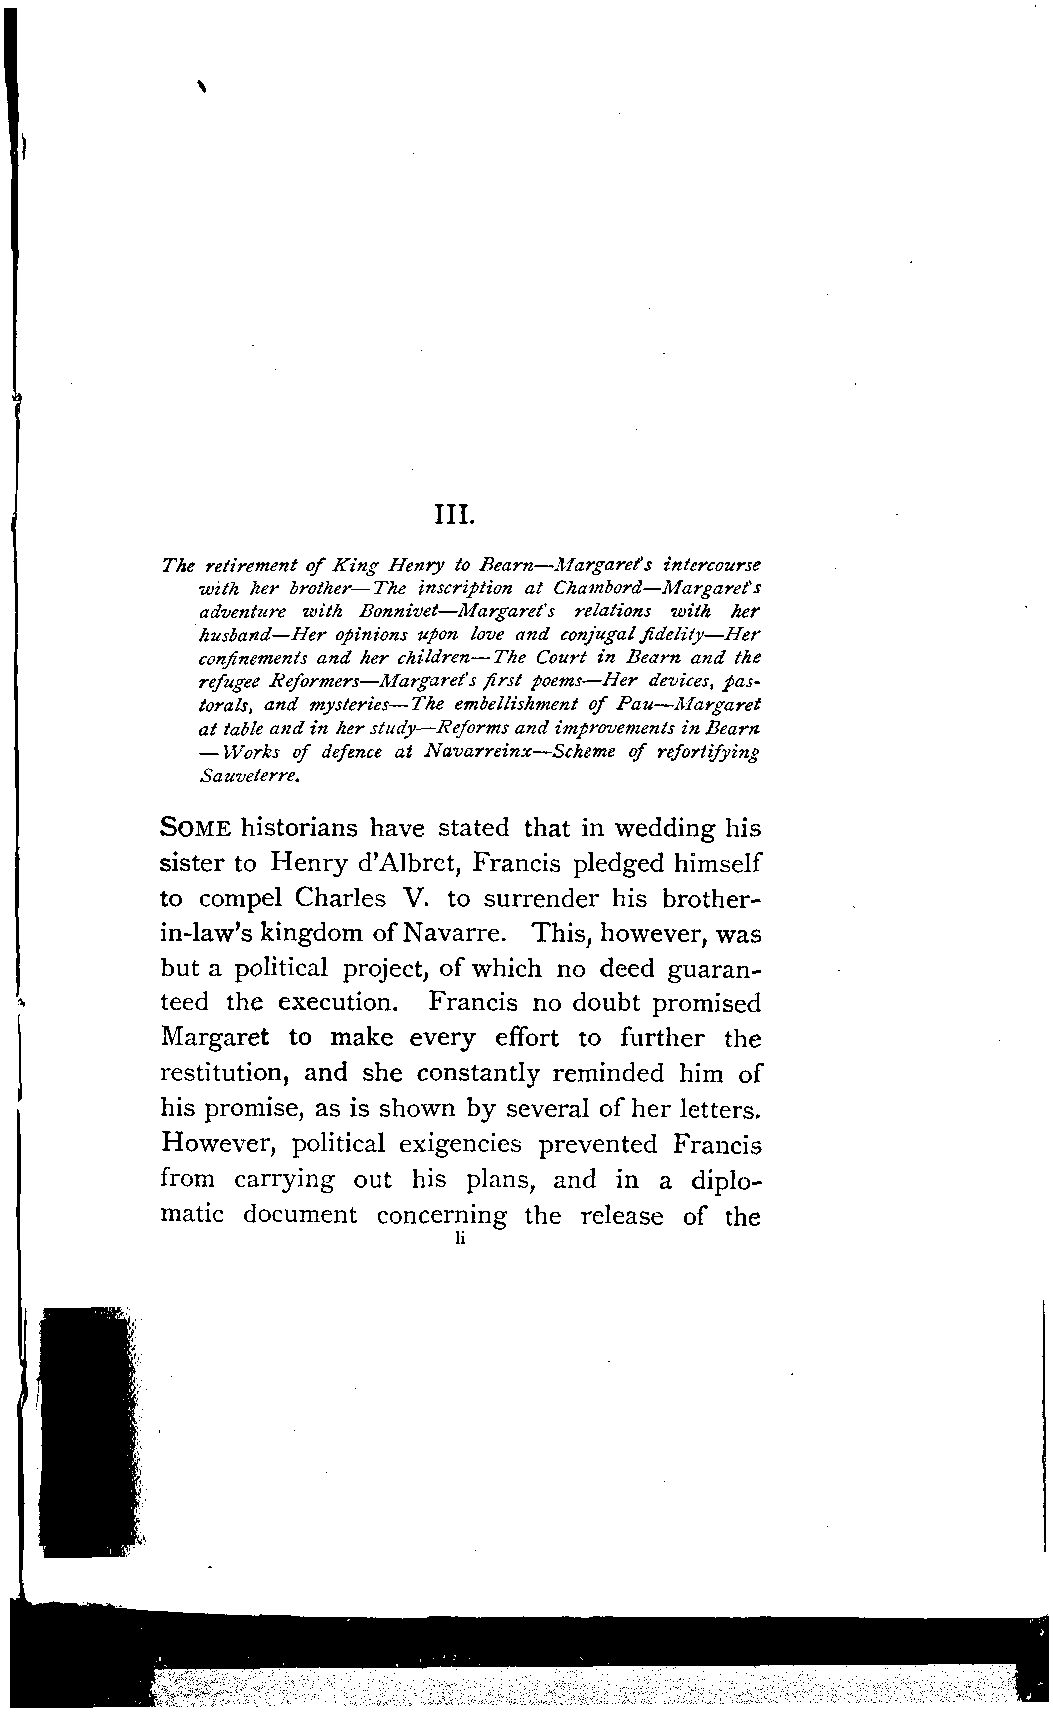 III.
The retirement of King Henry to Bearn—Margaret's intercourse
with her brother—The inscription at Chambord—Margaret's
adventure with Bonnivet—Margaret's relations with her
husband—Her opinions upon love and conjugal fidelity—Her
confinements and her children—The Court in Bearn and the
refugee Reformers—Margaret's first poems—Her devices, pas-
torals, and mysteries—The embellishment of Pau—Margaret
at table and in her study—Reforms and improvements in Bearn
—Works of defence at Navarreinx—Scheme of refortifying
Sauveterre.
SOME historians have stated that in wedding his
sister to Henry d'Albret, Francis pledged himself
to compel Charles V. to surrender his brother-
in-law's kingdom of Navarre. This, however, was
but a political project, of which no deed guaran-
teed the execution. Francis no doubt promised
Margaret to make every effort to further the
restitution, and she constantly reminded him of
his promise, as is shown by several of her letters.
However, political exigencies prevented Francis
from carrying out his plans, and in a diplo-
matic document concerning the release of the
li